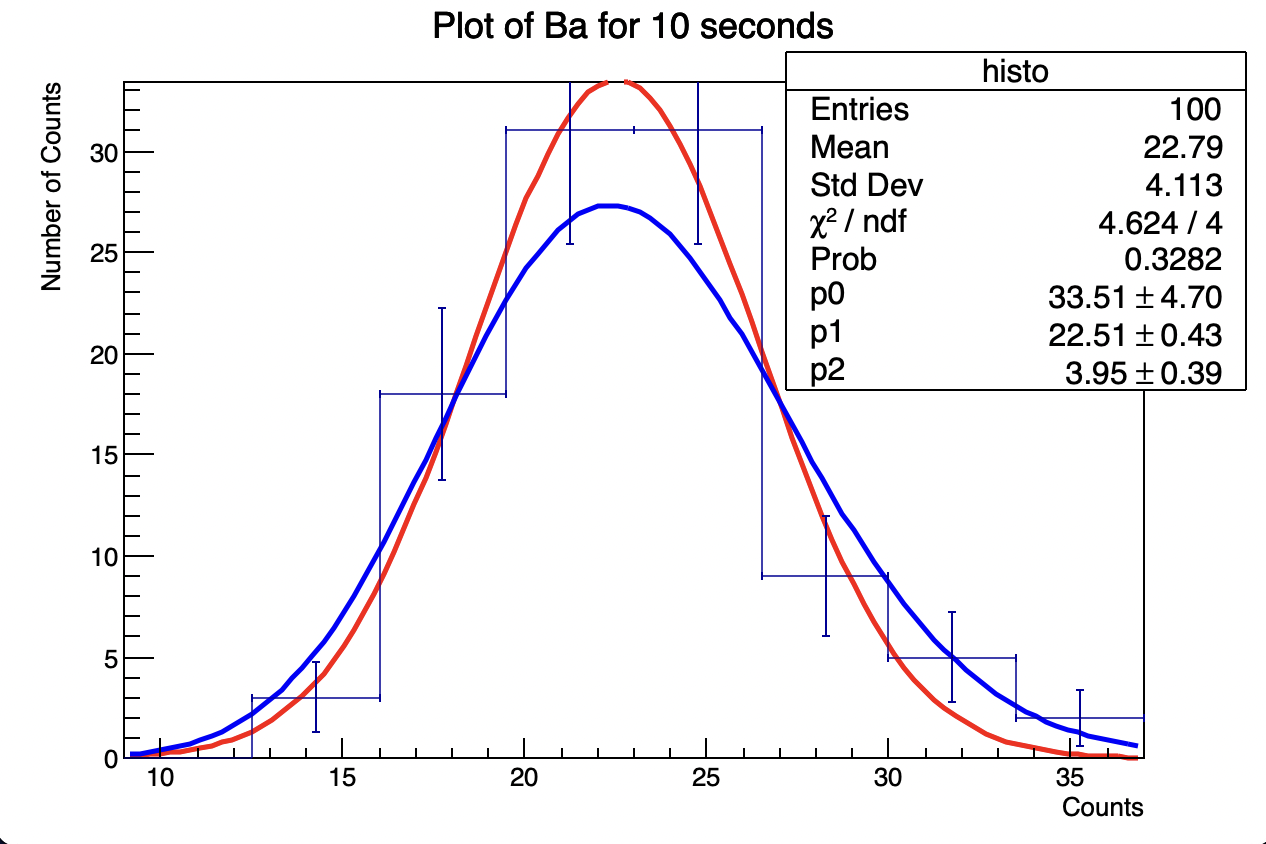 Plot of Ba for 10 seconds
histo
Entries 100
Mean 22.79
Std Dev 4.113
χ² / ndf 4.624 / 4
Prob 0.3282
p0 33.51 ± 4.70
p1 22.51 ± 0.43
p2 3.95 ± 0.39
Number of Counts
30
25
20
15
10
5
0
10 15 20 25 30 35
Counts